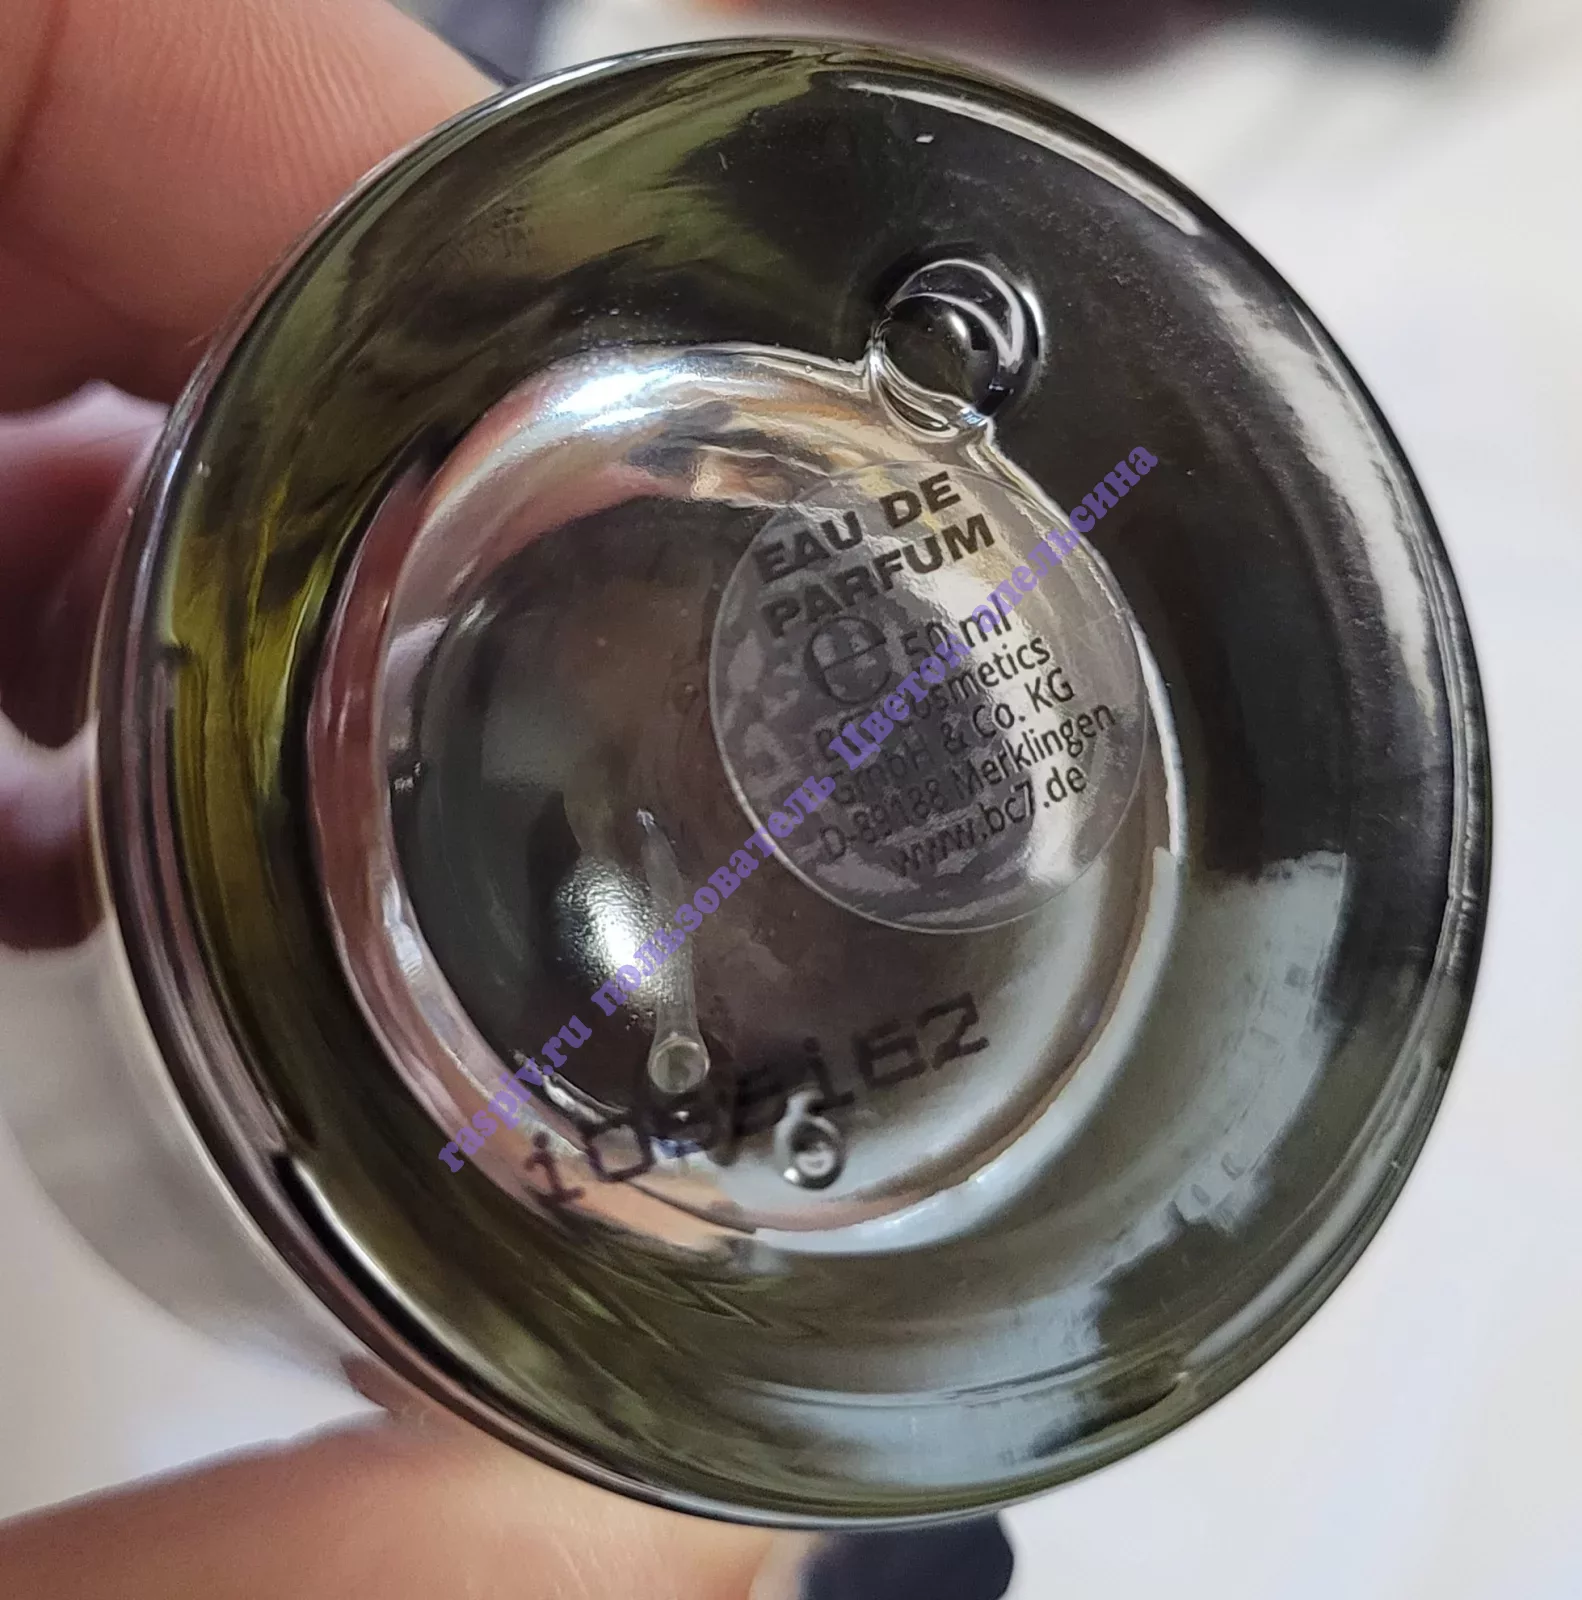 EAU DE
PARFUM
50 ml
Cosmetics
GmbH & Co. KG
D-89188 Merklingen
www.bc7.de
raspiv.ru пользователь Цветок апельсина